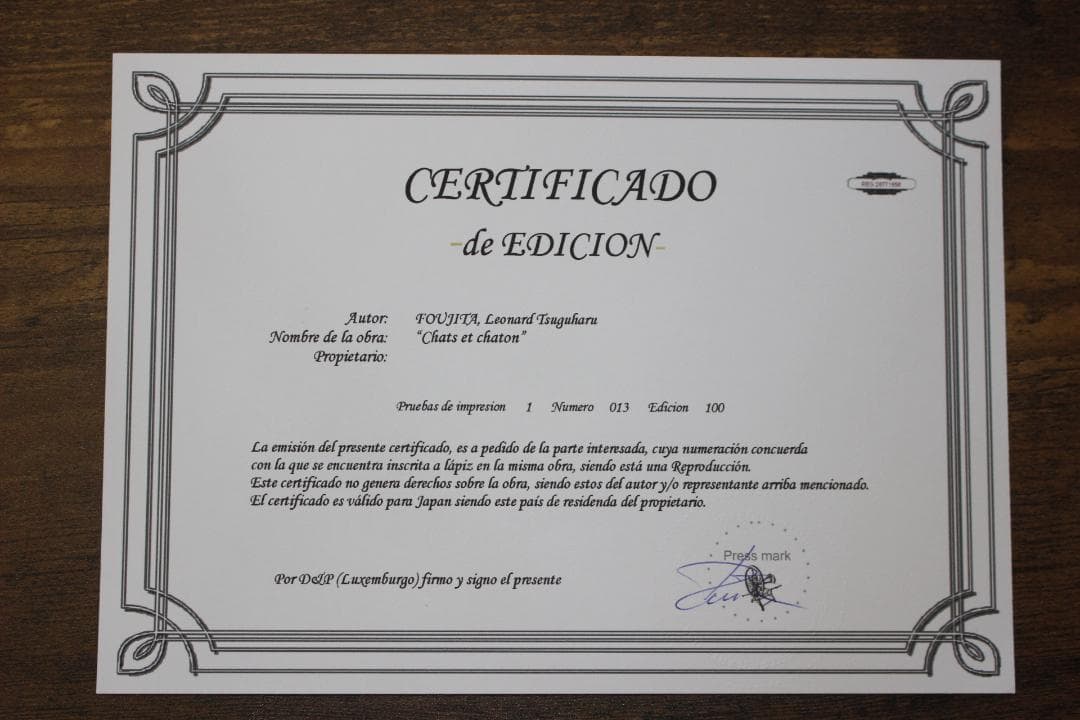 CERTIFICADO
-de EDICION-
Autor: FOUJITA, Leonard Tsuguharu
Nombre de la obra: “Chats et chaton”
Propietario:
Pruebas de impresion 1 Numero 013 Edicion 100
La emisión del presente certificado, es a pedido de la parte interesada, cuya numeración concuerda
con la que se encuentra inscrita a lápiz en la misma obra, siendo está una Reproducción.
Este certificado no genera derechos sobre la obra, siendo estos del autor y/o representante arriba mencionado.
El certificado es válido para Japan siendo este país de residenda del propietario.
Press mark
Por D&P (Luxemburgo) firmo y signo el presente